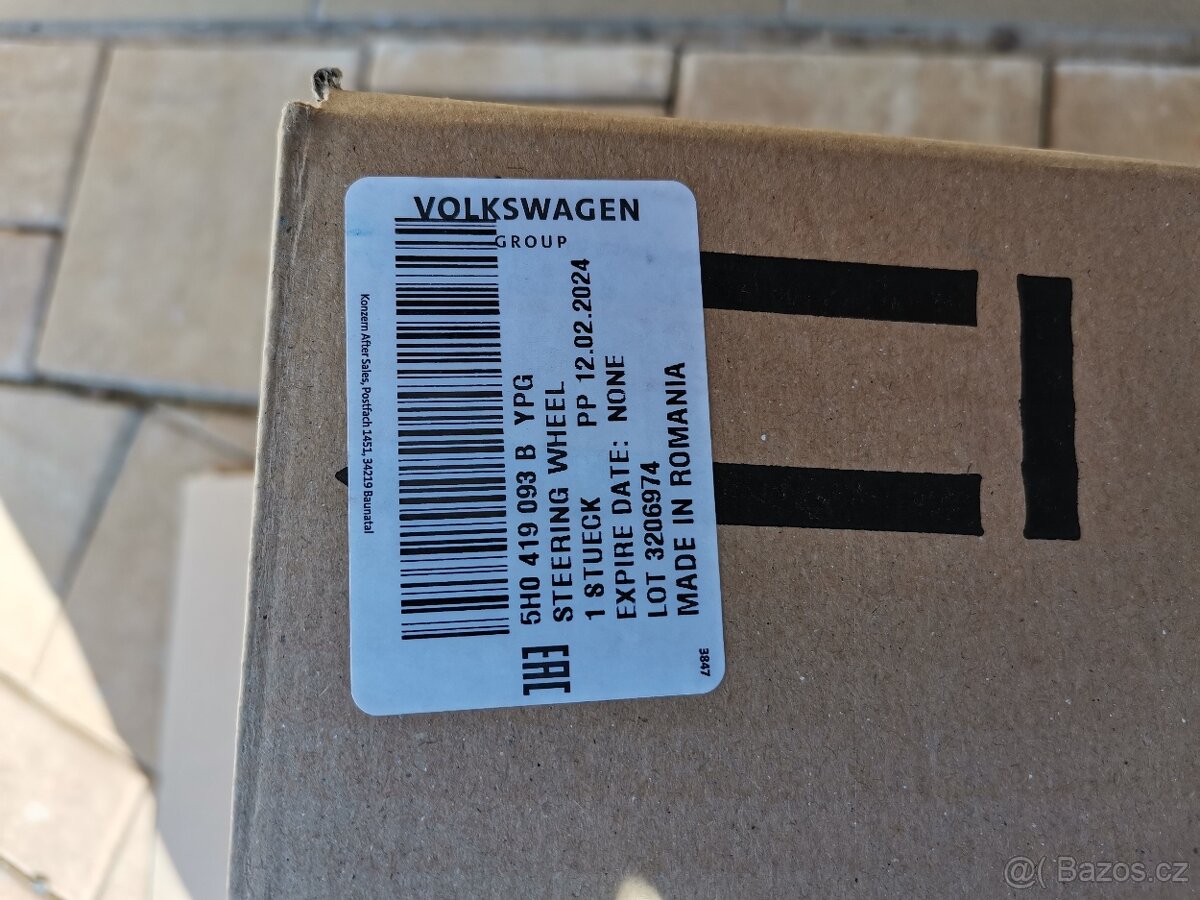 VOLKSWAGEN
GROUP
5H0 419 093 B YPG
STEERING WHEEL
1 STUECK PP 12.02.2024
EXPIRE DATE: NONE
LOT 3206974
MADE IN ROMANIA
Konzern After Sales, Postfach 1451, 34219 Baunatal
EAC
3847
@( Bazos.cz